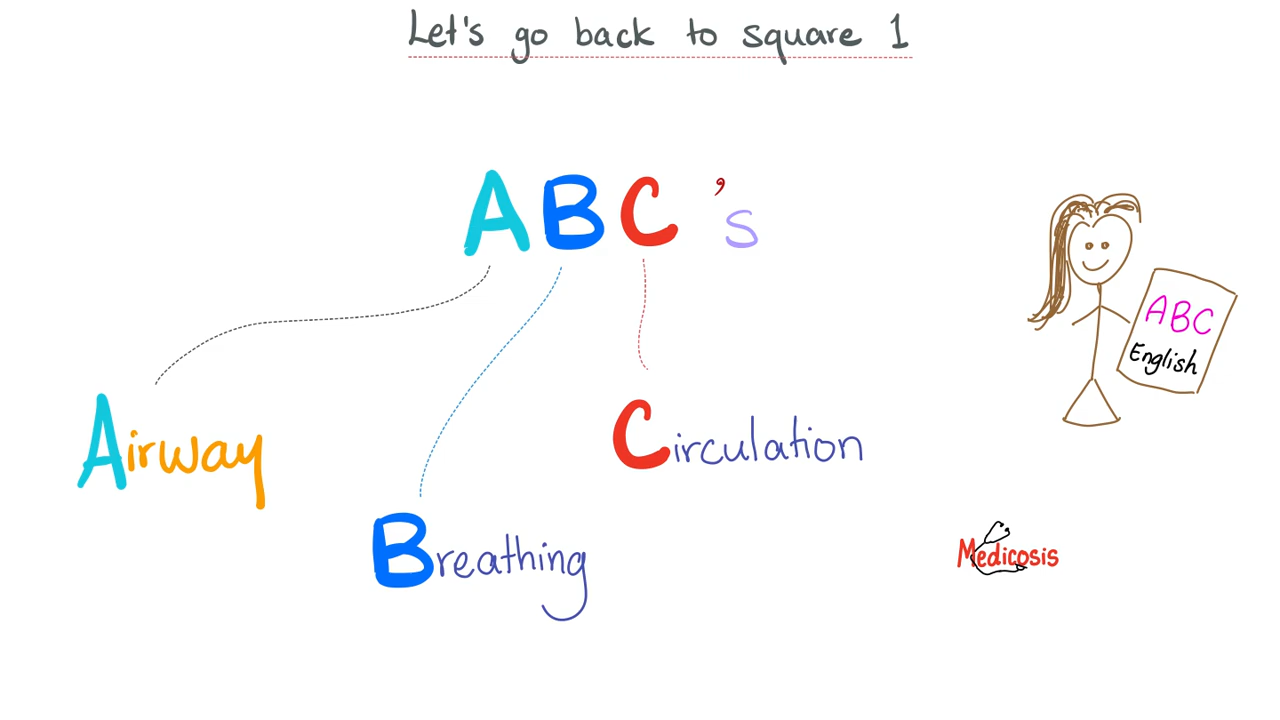 Let's go back to square 1
ABC's
Airway
Breathing
Circulation
ABC
English
Medicosis